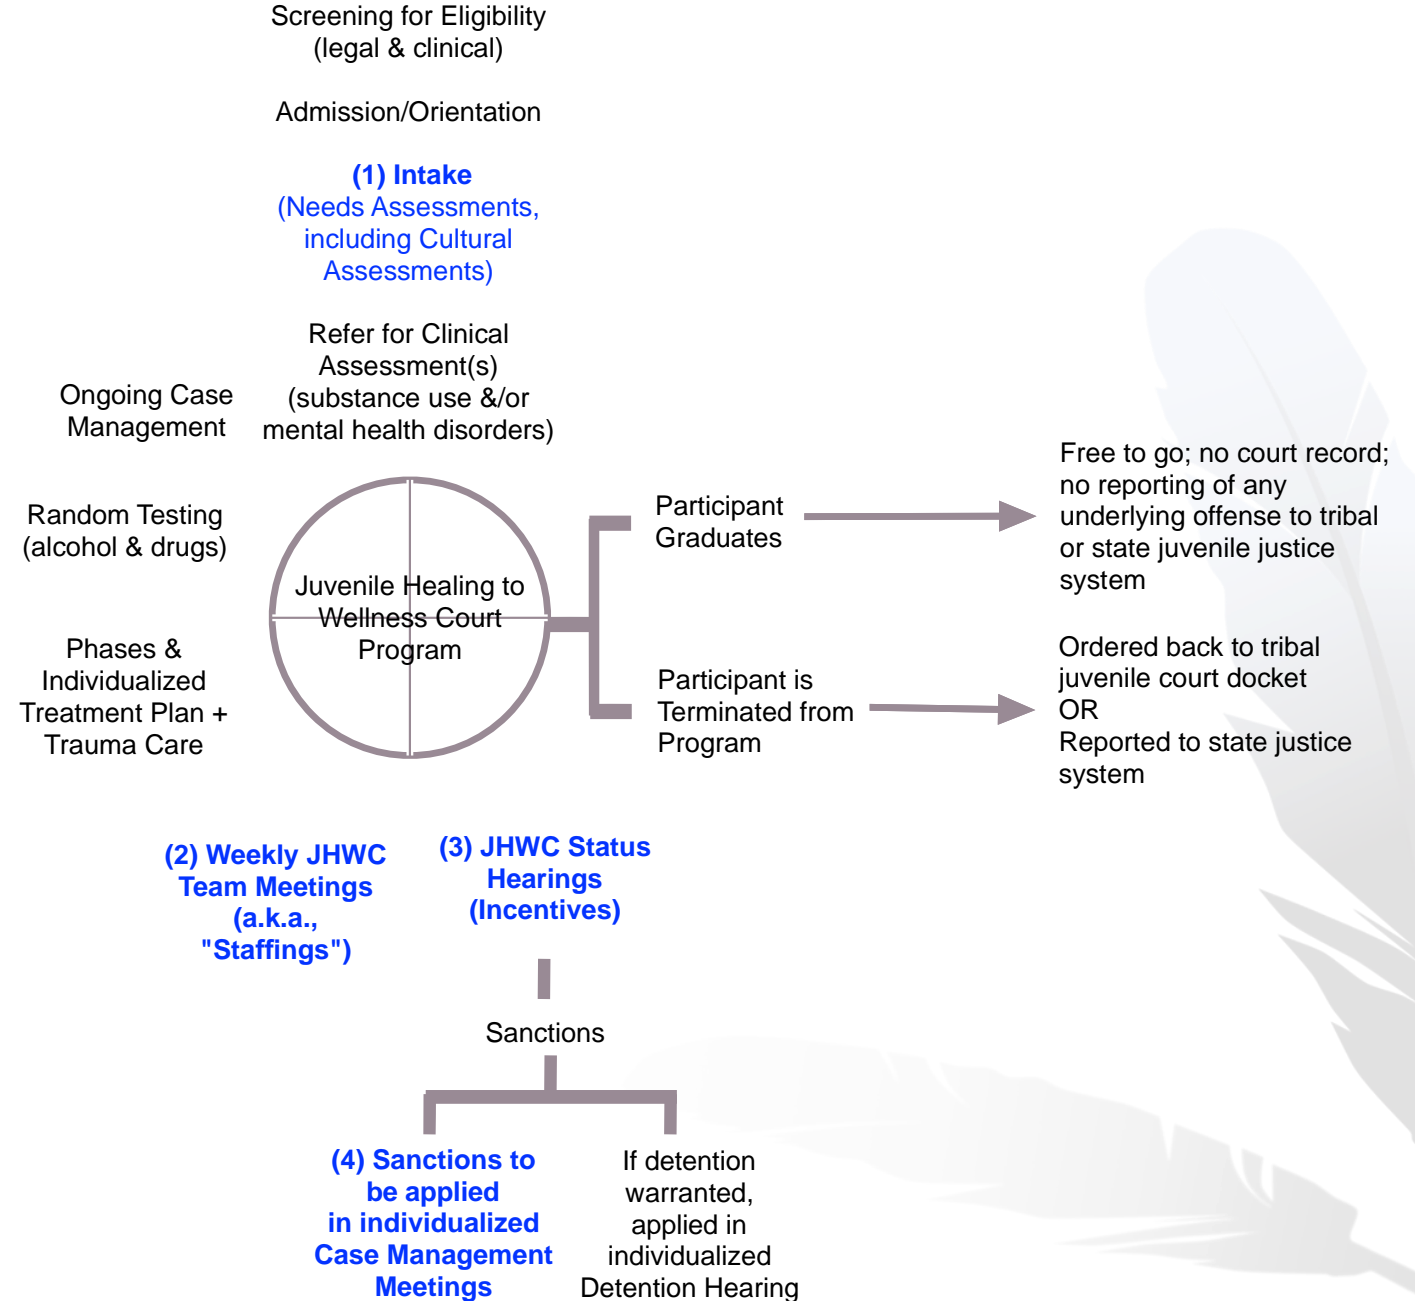 Screening for Eligibility
(legal & clinical)
Admission/Orientation
(1) Intake
(Needs Assessments,
including Cultural
Assessments)
Refer for Clinical
Assessment(s)
(substance use &/or
mental health disorders)
Ongoing Case
Management
Random Testing
(alcohol & drugs)
Phases &
Individualized
Treatment Plan +
Trauma Care
Juvenile Healing to
Wellness Court
Program
Participant
Graduates
Free to go; no court record;
no reporting of any
underlying offense to tribal
or state juvenile justice
system
Participant is
Terminated from
Program
Ordered back to tribal
juvenile court docket
OR
Reported to state justice
system
(2) Weekly JHWC
Team Meetings
(a.k.a.,
"Staffings")
(3) JHWC Status
Hearings
(Incentives)
Sanctions
(4) Sanctions to
be applied
in individualized
Case Management
Meetings
If detention
warranted,
applied in
individualized
Detention Hearing